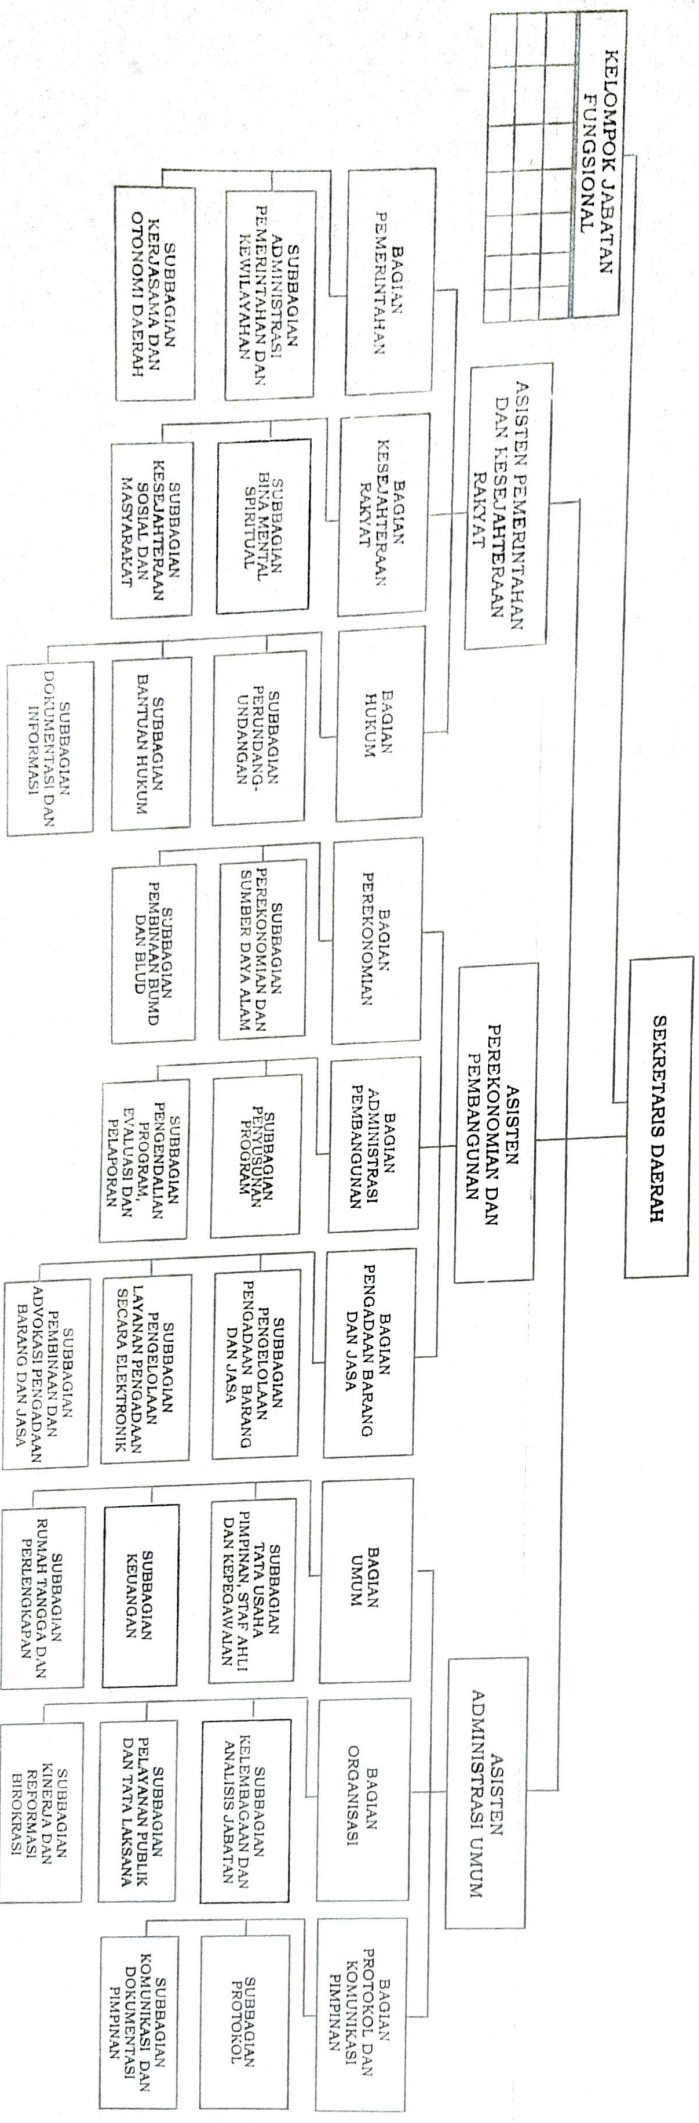 SEKRETARIS DAERAH
KELOMPOK JABATAN
FUNGSIONAL
ASISTEN PEMERINTAHAN
DAN KESEJAHTERAAN
RAKYAT
ASISTEN
PEREKONOMIAN DAN
PEMBANGUNAN
ASISTEN
ADMINISTRASI UMUM
BAGIAN
PEMERINTAHAN
BAGIAN
KESEJAHTERAAN
RAKYAT
BAGIAN
HUKUM
BAGIAN
PEREKONOMIAN
BAGIAN
ADMINISTRASI
PEMBANGUNAN
BAGIAN
PENGADAAN BARANG
DAN JASA
BAGIAN
UMUM
BAGIAN
ORGANISASI
BAGIAN
PROTOKOL DAN
KOMUNIKASI
PIMPINAN
SUBBAGIAN
ADMINISTRASI
PEMERINTAHAN DAN
KEWILAYAHAN
SUBBAGIAN
BINA MENTAL
SPIRITUAL
SUBBAGIAN
PERUNDANG-
UNDANGAN
SUBBAGIAN
PEREKONOMIAN DAN
SUMBER DAYA ALAM
SUBBAGIAN
PENYUSUNAN
PROGRAM
SUBBAGIAN
PENGELOLAAN
PENGADAAN BARANG
DAN JASA
SUBBAGIAN
TATA USAHA
PIMPINAN, STAF AHLI
DAN KEPEGAWAIAN
SUBBAGIAN
KELEMBAGAAN DAN
ANALISIS JABATAN
SUBBAGIAN
PROTOKOL
SUBBAGIAN
KERJASAMA DAN
OTONOMI DAERAH
SUBBAGIAN
KESEJAHTERAAN
SOSIAL DAN
MASYARAKAT
SUBBAGIAN
BANTUAN HUKUM
SUBBAGIAN
PEMBINAAN BUMD
DAN BLUD
SUBBAGIAN
PENGENDALIAN
PROGRAM,
EVALUASI DAN
PELAPORAN
SUBBAGIAN
PENGELOLAAN
LAYANAN PENGADAAN
SECARA ELEKTRONIK
SUBBAGIAN
KEUANGAN
SUBBAGIAN
PELAYANAN PUBLIK
DAN TATA LAKSANA
SUBBAGIAN
KOMUNIKASI DAN
DOKUMENTASI
PIMPINAN
SUBBAGIAN
DOKUMENTASI DAN
INFORMASI
SUBBAGIAN
PEMBINAAN DAN
ADVOKASI PENGADAAN
BARANG DAN JASA
SUBBAGIAN
RUMAH TANGGA DAN
PERLENGKAPAN
SUBBAGIAN
KINERJA DAN
REFORMASI
BIROKRASI